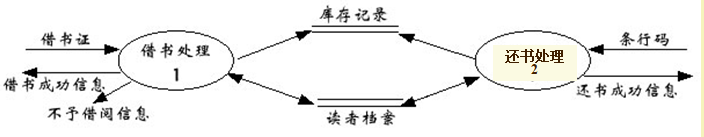 库存记录
借书证
借书处理
1
借书成功信息
不予借阅信息
读者档案
还书处理
2
条行码
还书成功信息